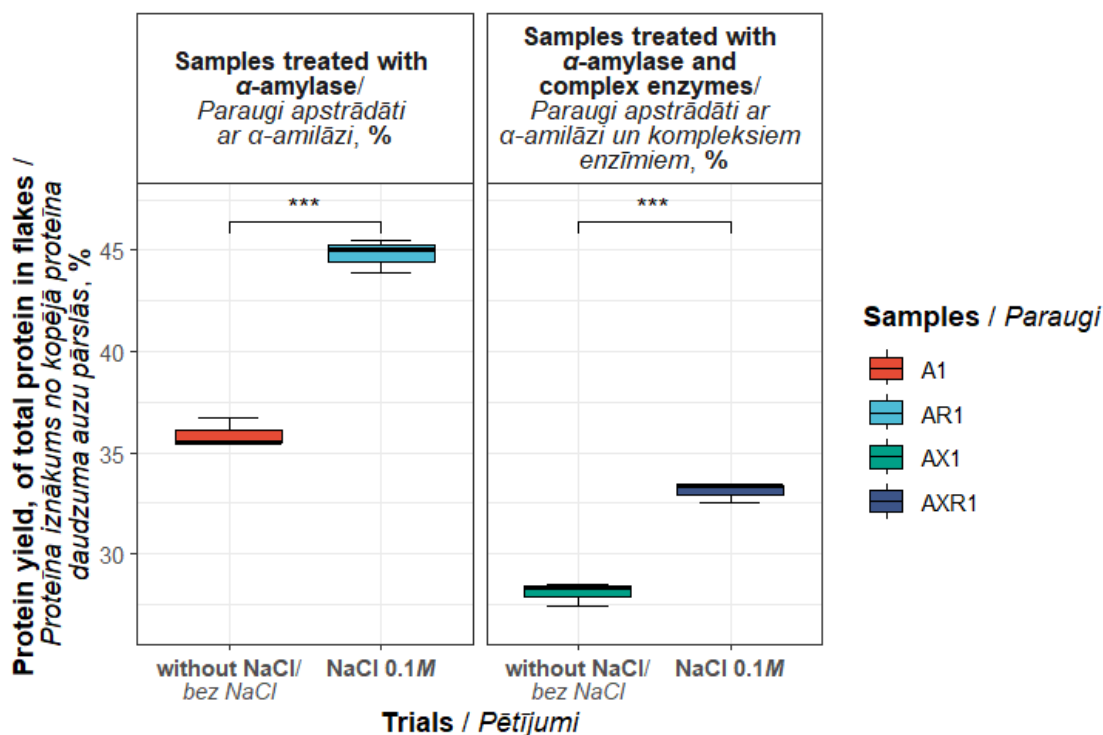 Samples treated with
α-amylase/
Paraugi apstrādāti
ar α-amilāzi, %
Samples treated with
α-amylase and
complex enzymes/
Paraugi apstrādāti ar
α-amilāzi un kompleksiem
enzīmiem, %
Protein yield, of total protein in flakes /
Proteīna iznākums no kopējā proteīna
daudzuma auzu pārslās, %
45
40
35
30
***
***
without NaCl/
bez NaCl
NaCl 0.1M
without NaCl/
bez NaCl
NaCl 0.1M
Trials / Pētījumi
Samples / Paraugi
A1
AR1
AX1
AXR1